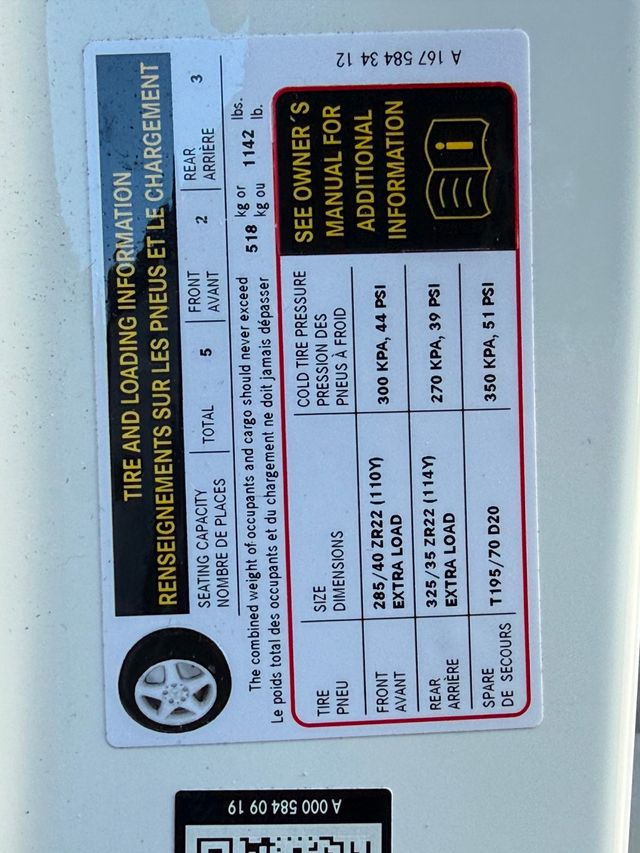 A 167 584 34 12
TIRE AND LOADING INFORMATION
RENSEIGNEMENTS SUR LES PNEUS ET LE CHARGEMENT
SEATING CAPACITY
NOMBRE DE PLACES
TOTAL 5
FRONT
AVANT
2
REAR
ARRIÈRE
3
The combined weight of occupants and cargo should never exceed 518 kg or 1142 lbs.
Le poids total des occupants et du chargement ne doit jamais dépasser kg ou lb.
TIRE
PNEU
SIZE
DIMENSIONS
COLD TIRE PRESSURE
PRESSION DES
PNEUS À FROID
FRONT
AVANT
285/40 ZR22 (110Y)
EXTRA LOAD
300 KPA, 44 PSI
REAR
ARRIÈRE
325/35 ZR22 (114Y)
EXTRA LOAD
270 KPA, 39 PSI
SPARE
DE SECOURS
T195/70 D20
350 KPA, 51 PSI
SEE OWNER´S
MANUAL FOR
ADDITIONAL
INFORMATION
i
A 000 584 09 19